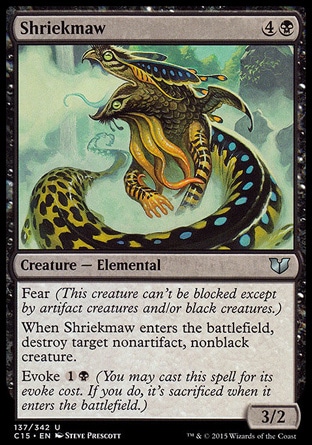 Shriekmaw 4
Creature — Elemental
Fear (This creature can't be blocked except
by artifact creatures and/or black creatures.)
When Shriekmaw enters the battlefield,
destroy target nonartifact, nonblack
creature.
Evoke 1 (You may cast this spell for its
evoke cost. If you do, it's sacrificed when it
enters the battlefield.)
3/2
137/342 U
C15 • EN Steve Prescott
™ & © 2015 Wizards of the Coast